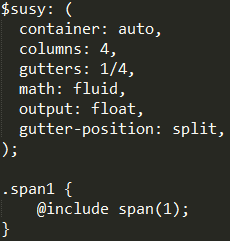 $susy: (
  container: auto,
  columns: 4,
  gutters: 1/4,
  math: fluid,
  output: float,
  gutter-position: split,
);

.span1 {
    @include span(1);
}